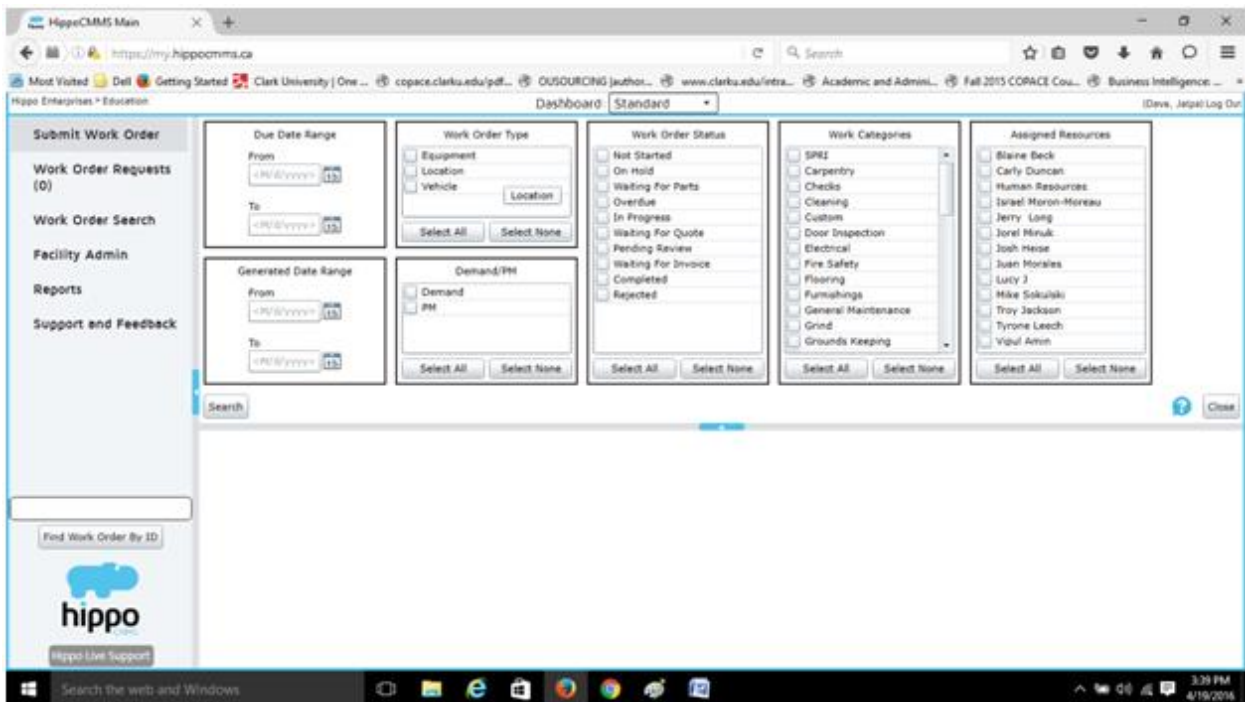 HippoCMMS Main
https://my.hippocmms.ca
Search
Most Visited Dell Getting Started Clark University | One ... copace.clarku.edu/pdf... OUSOURCING [author... www.clarku.edu/intra... Academic and Admini... Fall 2015 COPACE Cou... Business Intelligence: ...
Hippo Enterprises > Education
Dashboard Standard
(Dave, Jatpal) Log Out
Submit Work Order
Work Order Requests
(0)
Work Order Search
Facility Admin
Reports
Support and Feedback
Find Work Order By ID
hippo
CMMS
Hippo Live Support
Due Date Range
From
<M/d/yyyy> 15
To
<M/d/yyyy> 15
Generated Date Range
From
<M/d/yyyy> 15
To
<M/d/yyyy> 15
Work Order Type
Equipment
Location
Vehicle
Location
Select All Select None
Demand/PM
Demand
PM
Select All Select None
Work Order Status
Not Started
On Hold
Waiting For Parts
Overdue
In Progress
Waiting For Quote
Pending Review
Waiting For Invoice
Completed
Rejected
Select All Select None
Work Categories
SPRI
Carpentry
Checks
Cleaning
Custom
Door Inspection
Electrical
Fire Safety
Flooring
Furnishings
General Maintenance
Grind
Grounds Keeping
Select All Select None
Assigned Resources
Blaine Beck
Carly Duncan
Human Resources
Israel Moron-Moreau
Jerry Long
Jorel Minuk
Josh Heise
Juan Morales
Lucy J
Mike Sokulski
Troy Jackson
Tyrone Leech
Vipul Amin
Select All Select None
Search
? Close
Search the web and Windows
3:39 PM
4/19/2016